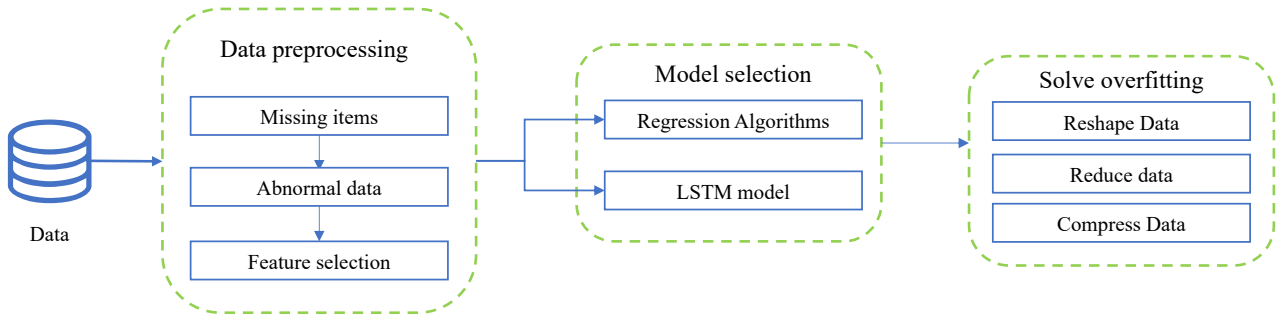 Data
Data preprocessing
Missing items
Abnormal data
Feature selection
Model selection
Regression Algorithms
LSTM model
Solve overfitting
Reshape Data
Reduce data
Compress Data